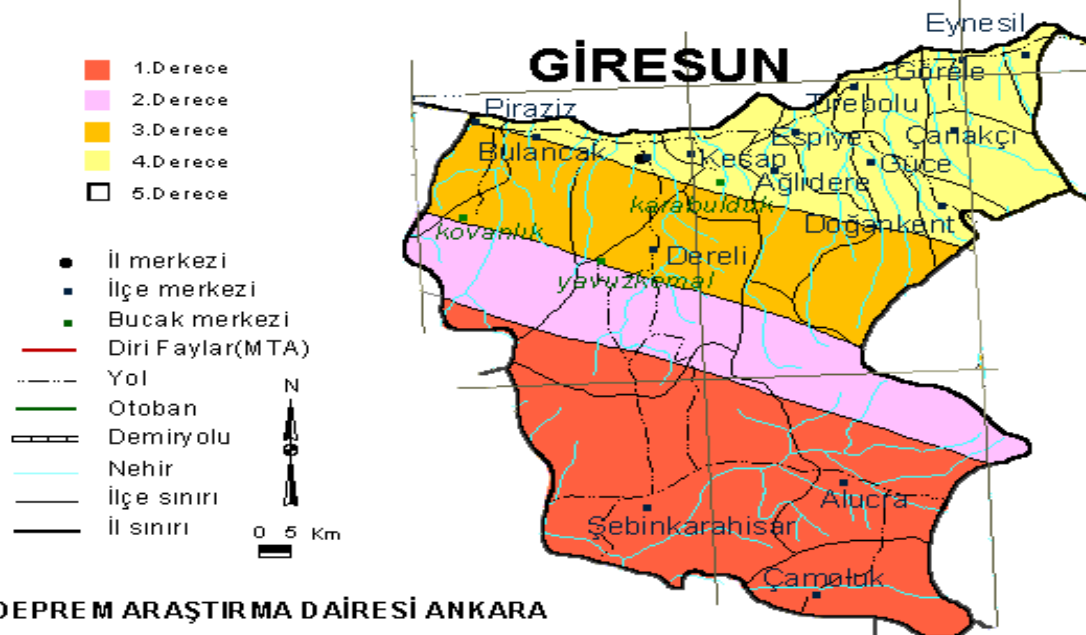 GİRESUN
1.Derece
2.Derece
3.Derece
4.Derece
5.Derece
İl merkezi
İlçe merkezi
Bucak merkezi
Diri Faylar(MTA)
Yol
Otoban
Demiryolu
Nehir
İlçe sınırı
İl sınırı
N
0 5 Km
Eynesil
Görele
Tirebolu
Piraziz
Espiye
Çanakçı
Bulancak
Keşap
Güce
Ağlıdere
karabulduk
Doğankent
kovanlık
Dereli
yavuzkemal
Alucra
Şebinkarahisar
Çamoluk
DEPREM ARAŞTIRMA DAİRESİ ANKARA